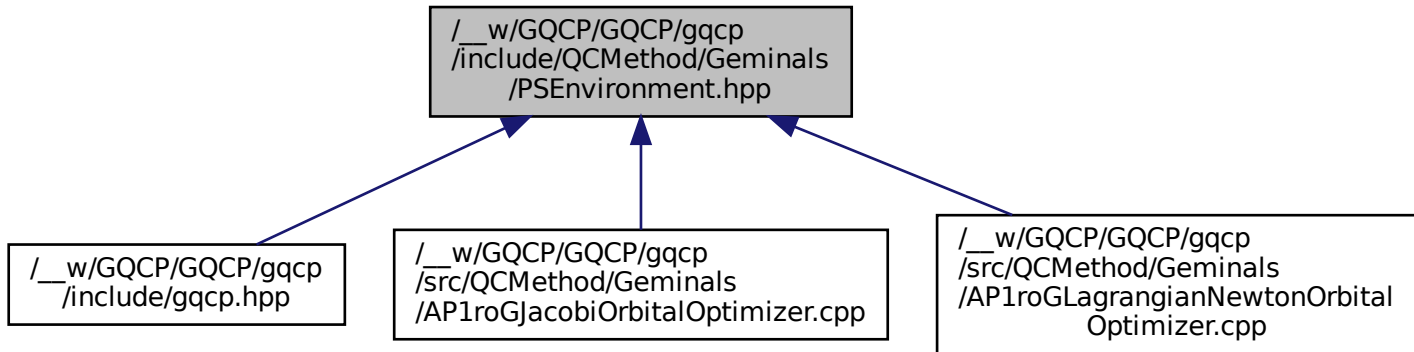 /__w/GQCP/GQCP/gqcp
/include/QCMethod/Geminals
/PSEnvironment.hpp
/__w/GQCP/GQCP/gqcp
/include/gqcp.hpp
/__w/GQCP/GQCP/gqcp
/src/QCMethod/Geminals
/AP1roGJacobiOrbitalOptimizer.cpp
/__w/GQCP/GQCP/gqcp
/src/QCMethod/Geminals
/AP1roGLagrangianNewtonOrbital
Optimizer.cpp